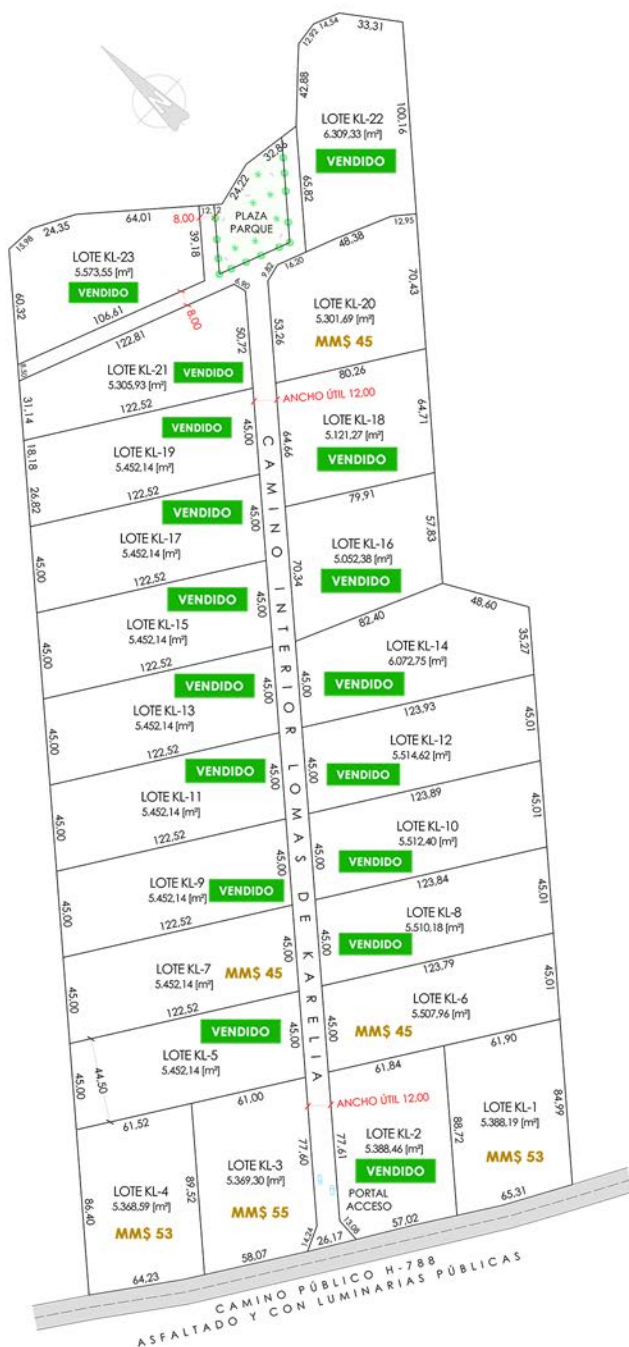 33,31
14,54
12,92
42,88
100,16
LOTE KL-22
6.309,33 [m²]
VENDIDO
65,82
N
32,86
24,22
PLAZA
PARQUE
12,12
8,00
39,18
64,01
24,35
15,98
LOTE KL-23
5.573,55 [m²]
VENDIDO
60,32
106,61
8,00
8,50
12,95
48,38
16,20
9,82
6,90
70,43
LOTE KL-20
5.301,69 [m²]
MM$ 45
53,26
80,26
122,81
50,72
LOTE KL-21
5.305,93 [m²]
VENDIDO
31,14
122,52
ANCHO ÚTIL 12,00
LOTE KL-18
5.121,27 [m²]
VENDIDO
64,71
64,66
79,91
VENDIDO
45,00
LOTE KL-19
5.452,14 [m²]
18,18
26,82
122,52
VENDIDO
45,00
LOTE KL-17
5.452,14 [m²]
45,00
122,52
LOTE KL-16
5.052,38 [m²]
VENDIDO
57,83
70,34
82,40
VENDIDO
45,00
LOTE KL-15
5.452,14 [m²]
45,00
122,52
48,60
35,27
LOTE KL-14
6.072,75 [m²]
VENDIDO
45,00
123,93
VENDIDO
45,00
LOTE KL-13
5.452,14 [m²]
45,00
122,52
45,01
LOTE KL-12
5.514,62 [m²]
VENDIDO
45,00
123,89
VENDIDO
45,00
LOTE KL-11
5.452,14 [m²]
45,00
122,52
45,01
LOTE KL-10
5.512,40 [m²]
VENDIDO
45,00
123,84
45,00
LOTE KL-9
5.452,14 [m²]
VENDIDO
45,00
122,52
45,01
LOTE KL-8
5.510,18 [m²]
VENDIDO
45,00
123,79
45,00
LOTE KL-7
5.452,14 [m²]
MM$ 45
45,00
122,52
45,01
LOTE KL-6
5.507,96 [m²]
MM$ 45
45,00
61,90
61,84
VENDIDO
45,00
LOTE KL-5
5.452,14 [m²]
44,50
45,00
61,00
61,52
CAMINO INTERIOR LOMAS DE KARELIA
ANCHO ÚTIL 12,00
LOTE KL-1
5.388,19 [m²]
MM$ 53
84,99
65,31
88,72
LOTE KL-2
5.388,46 [m²]
VENDIDO
77,61
PORTAL
ACCESO
13,08
57,02
77,60
LOTE KL-3
5.369,30 [m²]
MM$ 55
89,52
14,24
26,17
58,07
LOTE KL-4
5.368,59 [m²]
MM$ 53
86,40
64,23
CAMINO PÚBLICO H-788
ASFALTADO Y CON LUMINARIAS PÚBLICAS